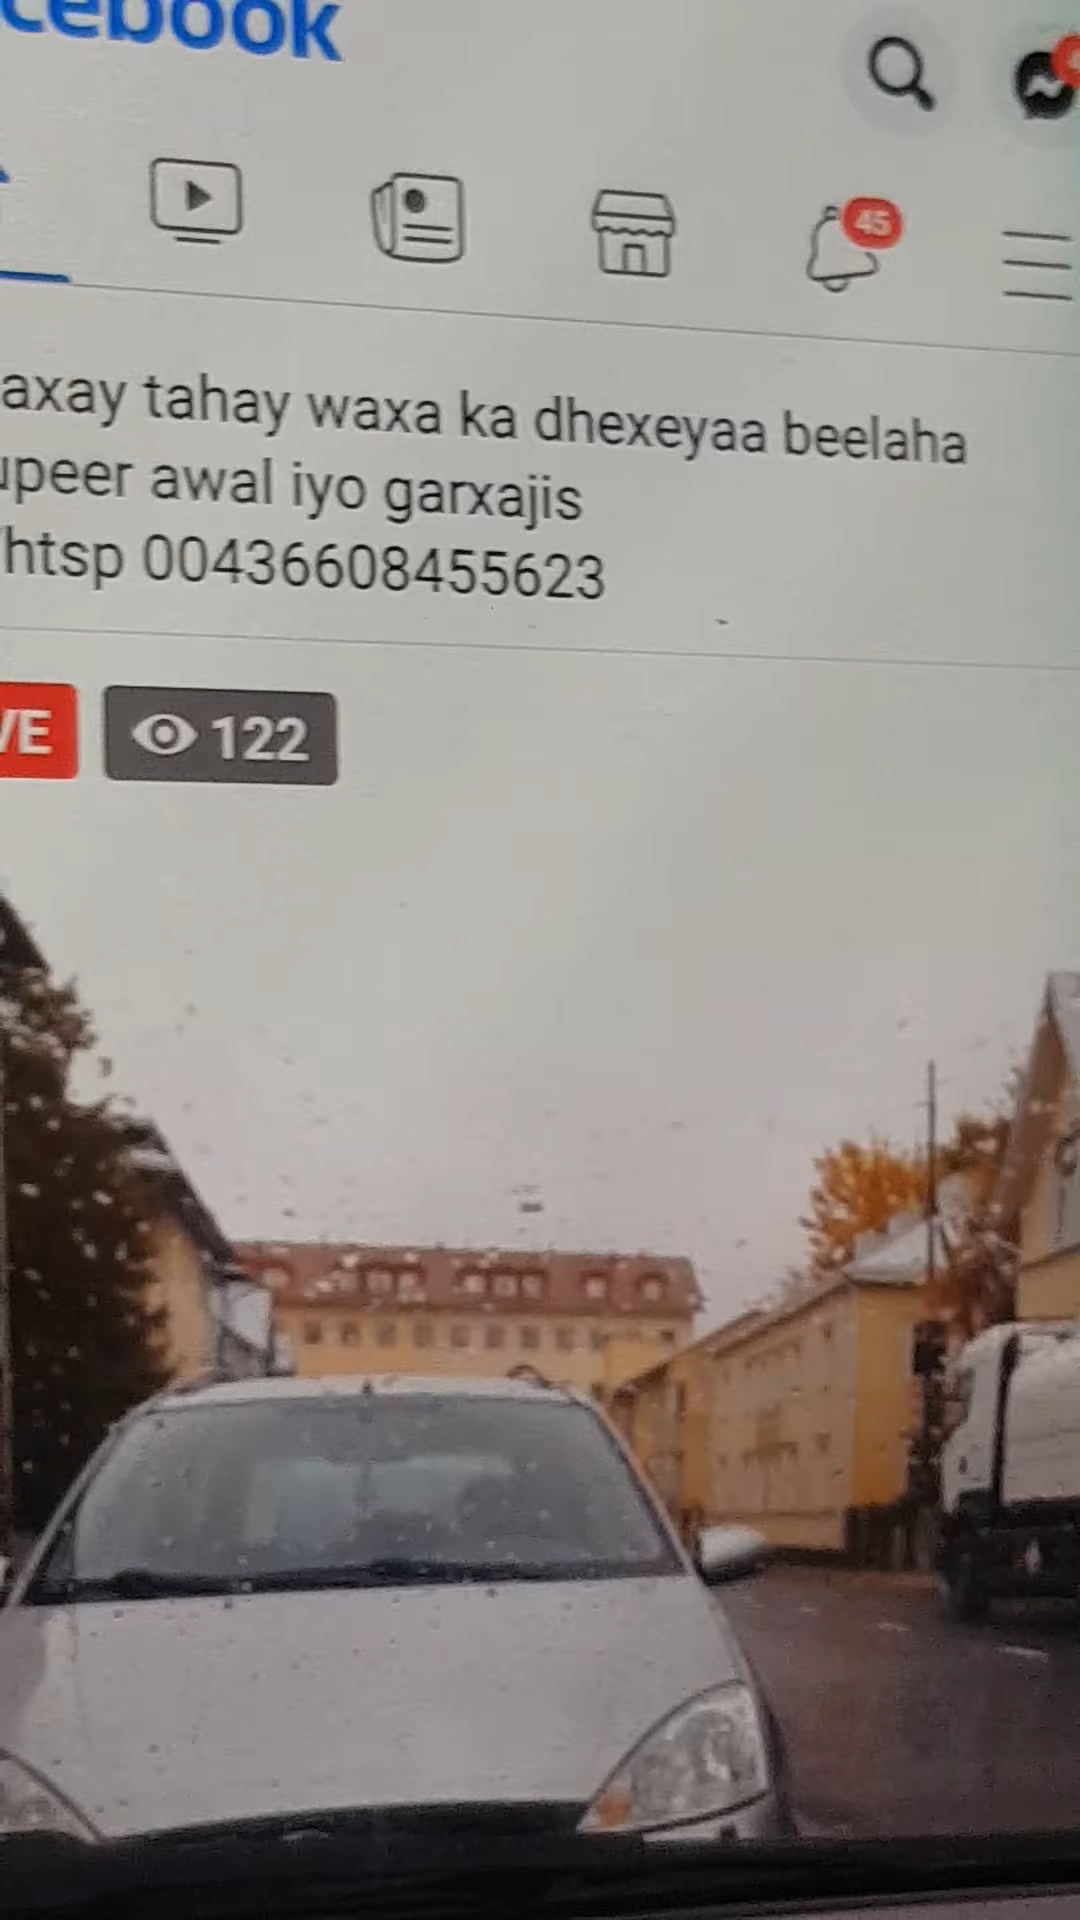 cebook
45
axay tahay waxa ka dhexeyaa beelaha
upeer awal iyo garxajis
htsp 00436608455623
VE 122